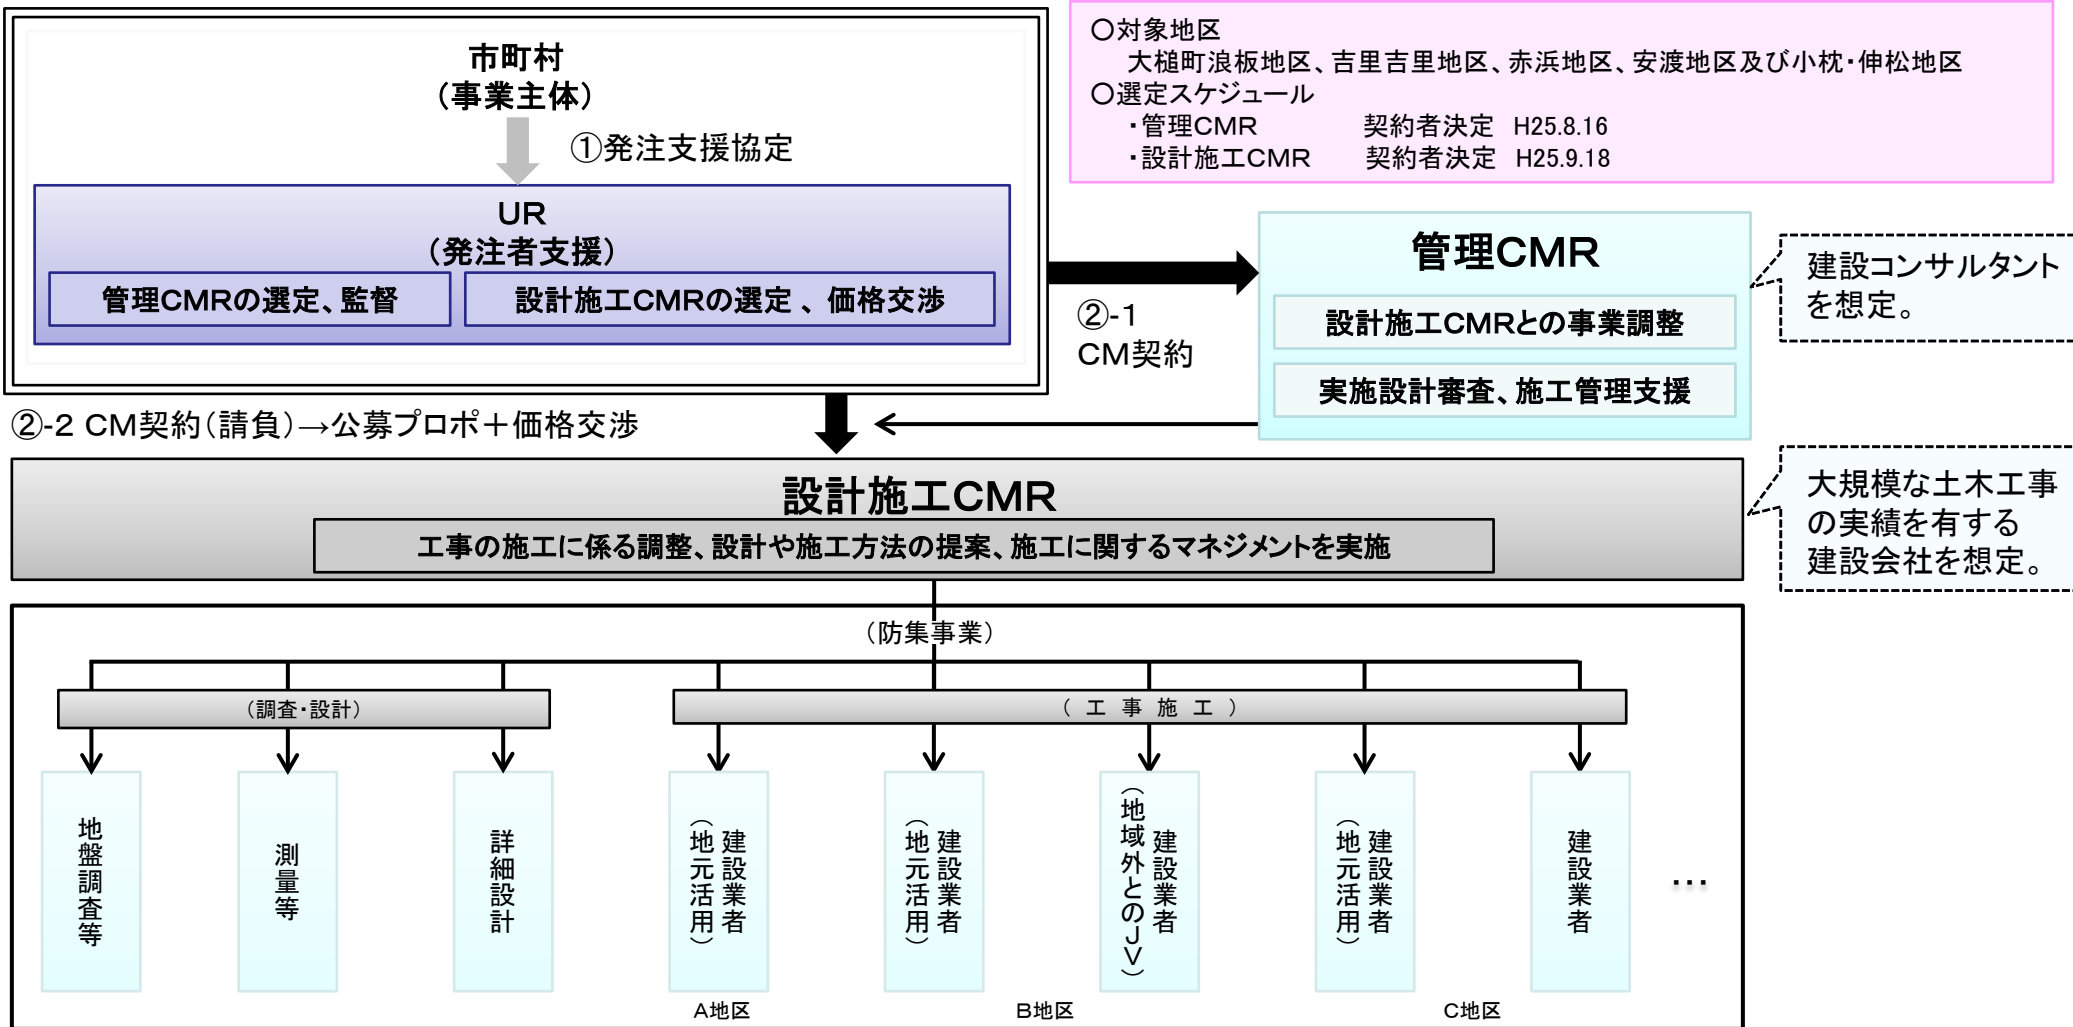 市町村
（事業主体）
①発注支援協定
UR
（発注者支援）
管理CMRの選定、監督
設計施工CMRの選定 、価格交渉
○対象地区
大槌町浪板地区、吉里吉里地区、赤浜地区、安渡地区及び小枕・伸松地区
○選定スケジュール
・管理CMR 契約者決定 H25.8.16
・設計施工CMR 契約者決定 H25.9.18
②-1
CM契約
管理CMR
設計施工CMRとの事業調整
実施設計審査、施工管理支援
建設コンサルタント
を想定。
②-2 CM契約（請負）→公募プロポ＋価格交渉
設計施工CMR
工事の施工に係る調整、設計や施工方法の提案、施工に関するマネジメントを実施
大規模な土木工事
の実績を有する
建設会社を想定。
（防集事業）
（調査・設計）
（ 工 事 施 工 ）
地盤調査等
測量等
詳細設計
建設業者
（地元活用）
建設業者
（地元活用）
建設業者
（地域外とのJV）
建設業者
（地元活用）
建設業者
…
A地区
B地区
C地区